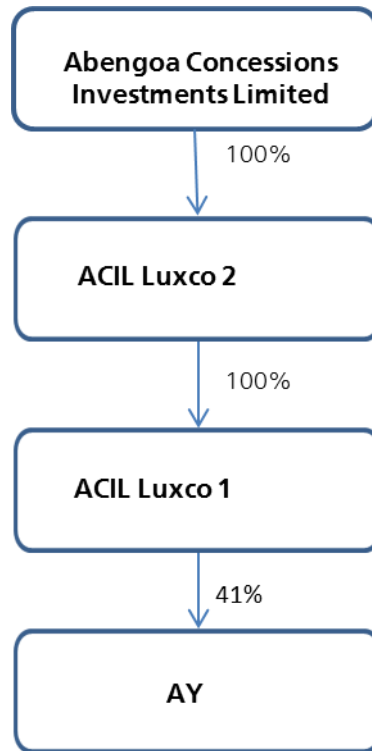 Abengoa Concessions
Investments Limited
100%
ACIL Luxco 2
100%
ACIL Luxco 1
41%
AY